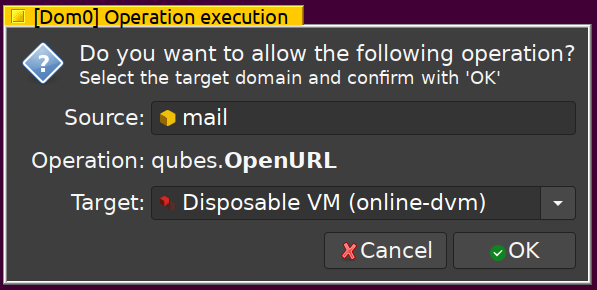 [Dom0] Operation execution
Do you want to allow the following operation?
Select the target domain and confirm with 'OK'
Source: mail
Operation: qubes.OpenURL
Target: Disposable VM (online-dvm)
Cancel OK